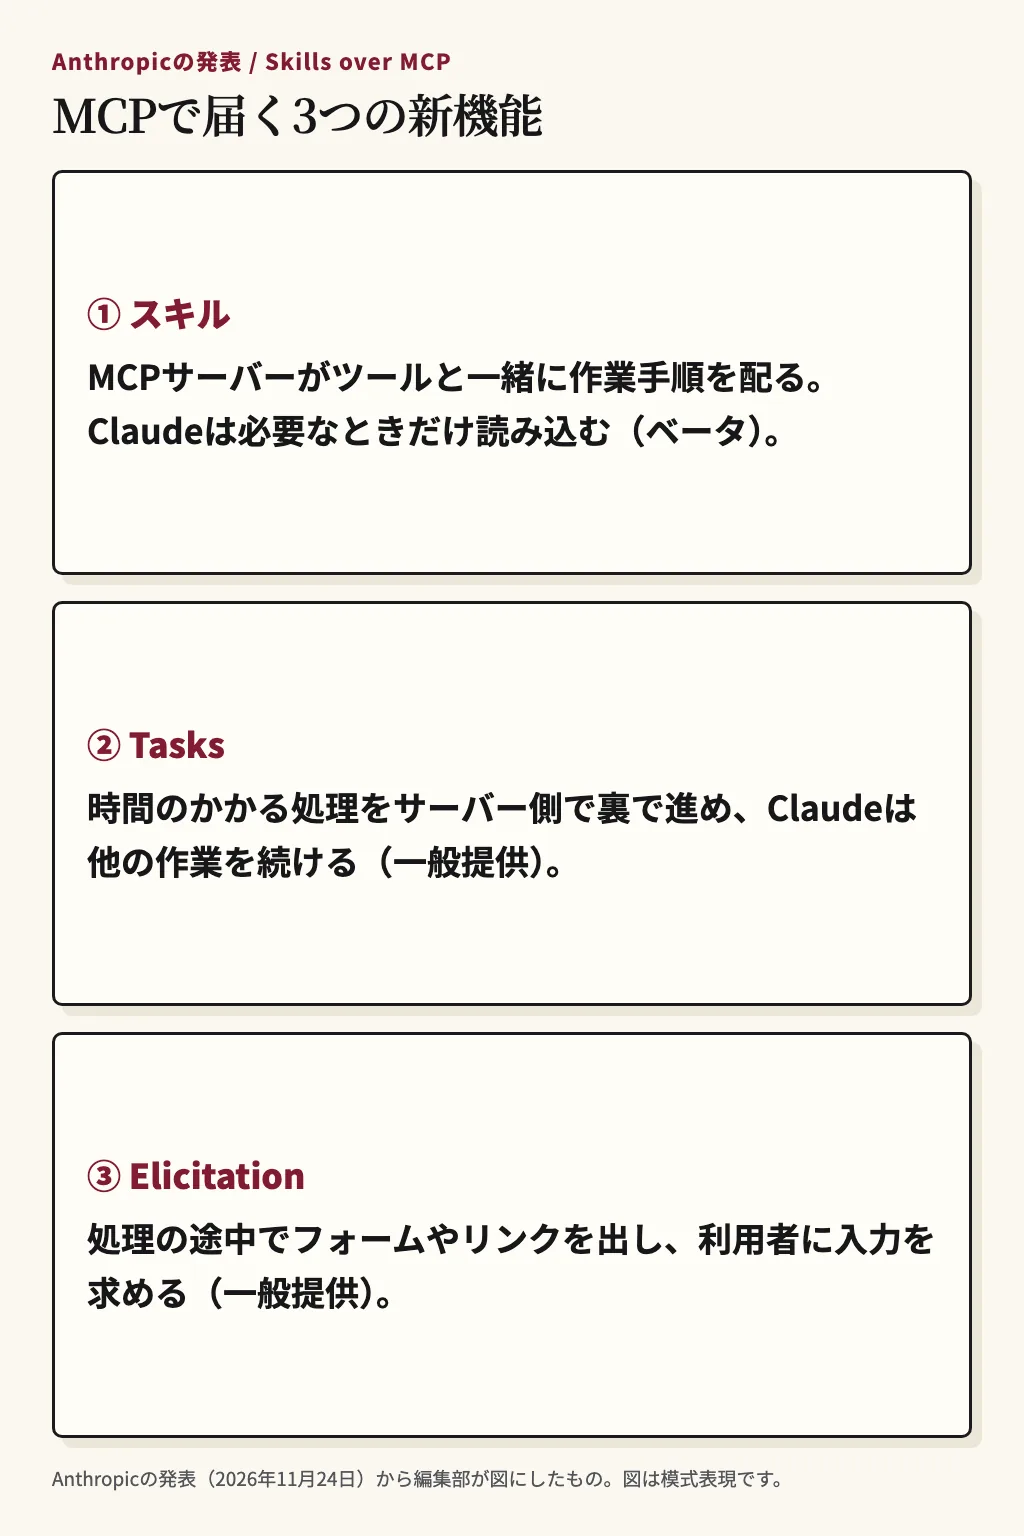 Anthropicの発表 / Skills over MCP
MCPで届く3つの新機能
① スキル
MCPサーバーがツールと一緒に作業手順を配る。
Claudeは必要なときだけ読み込む（ベータ）。
② Tasks
時間のかかる処理をサーバー側で裏で進め、Claudeは
他の作業を続ける（一般提供）。
③ Elicitation
処理の途中でフォームやリンクを出し、利用者に入力を
求める（一般提供）。
Anthropicの発表（2026年11月24日）から編集部が図にしたもの。図は模式表現です。